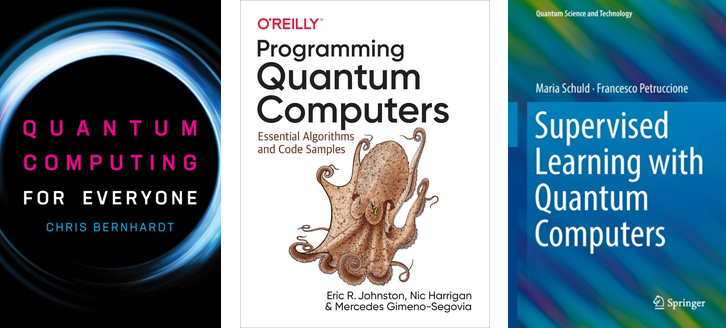 QUANTUM
COMPUTING
FOR EVERYONE
CHRIS BERNHARDT
O'REILLY®
Programming
Quantum
Computers
Essential Algorithms
and Code Samples
Eric R. Johnston, Nic Harrigan
& Mercedes Gimeno-Segovia
Quantum Science and Technology
Maria Schuld · Francesco Petruccione
Supervised
Learning with
Quantum
Computers
Springer